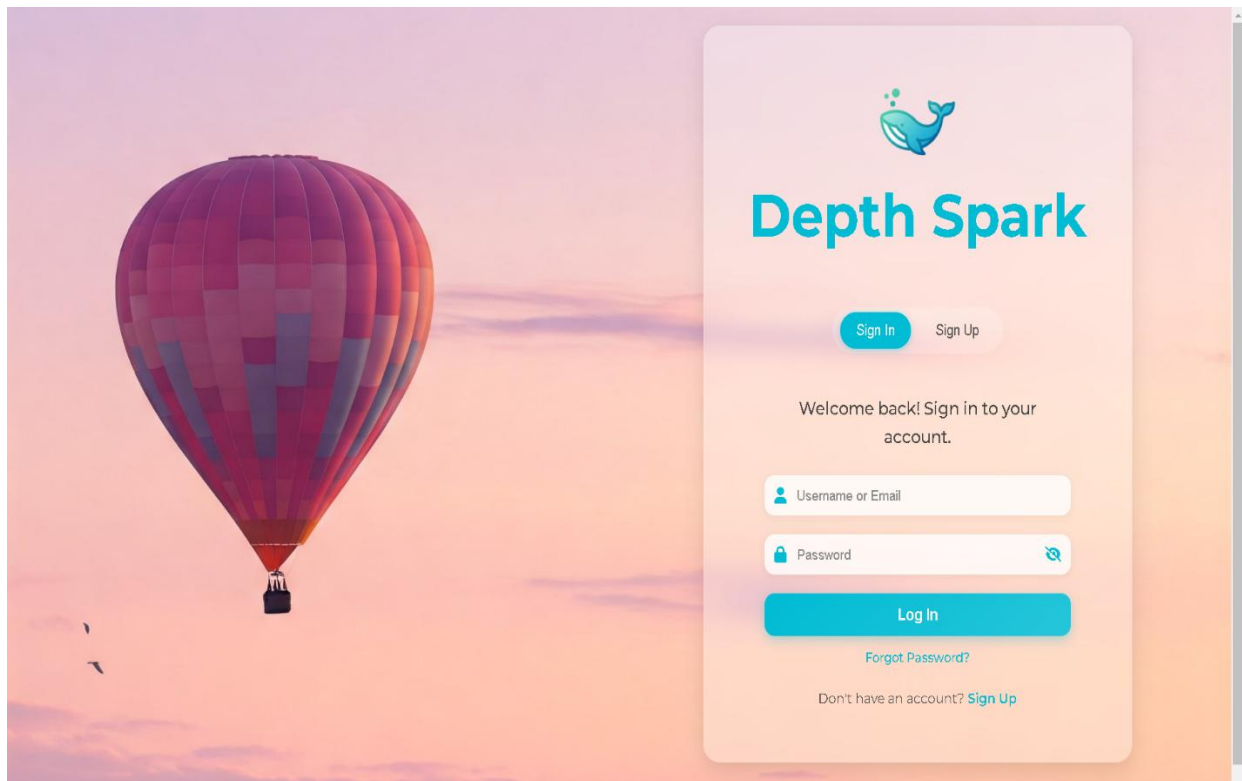 Depth Spark
Sign In Sign Up
Welcome back! Sign in to your
account.
Username or Email
Password
Log In
Forgot Password?
Don't have an account? Sign Up